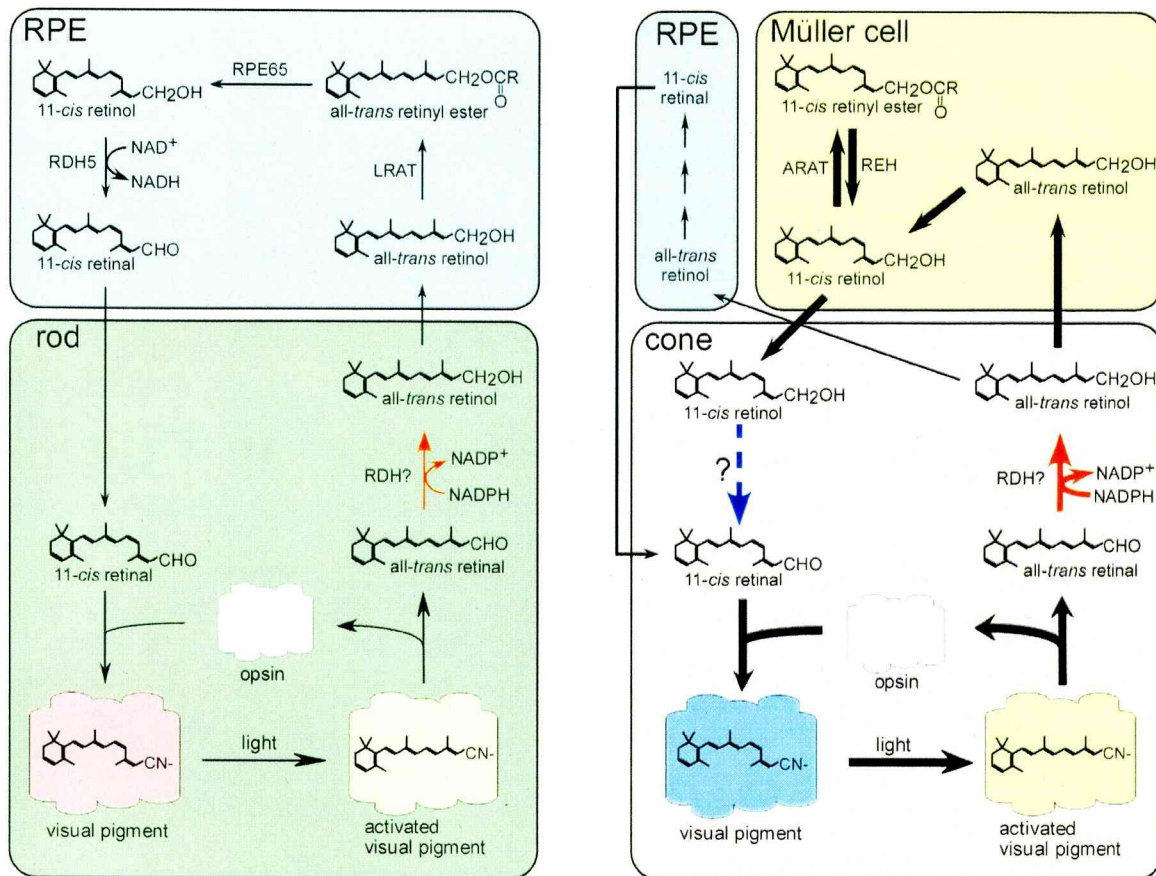 RPE
11-cis retinol
CH2OH
RPE65
CH2OCR
O
all-trans retinyl ester
RDH5
NAD+
NADH
LRAT
CHO
11-cis retinal
CH2OH
all-trans retinol
rod
CH2OH
all-trans retinol
RDH?
NADP+
NADPH
CHO
11-cis retinal
CHO
all-trans retinal
opsin
CN-
light
CN-
visual pigment
activated
visual pigment
RPE
11-cis
retinal
all-trans
retinol
Müller cell
CH2OCR
O
11-cis retinyl ester
ARAT
REH
CH2OH
all-trans retinol
CH2OH
11-cis retinol
cone
CH2OH
11-cis retinol
CH2OH
all-trans retinol
?
RDH?
NADP+
NADPH
CHO
11-cis retinal
CHO
all-trans retinal
opsin
CN-
light
CN-
visual pigment
activated
visual pigment